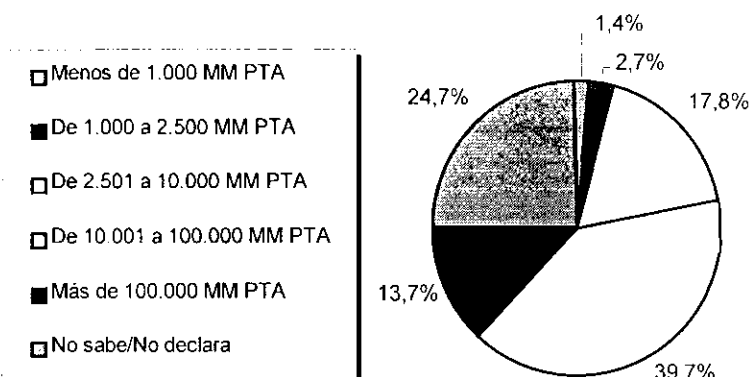 Menos de 1.000 MM PTA
De 1.000 a 2.500 MM PTA
De 2.501 a 10.000 MM PTA
De 10.001 a 100.000 MM PTA
Más de 100.000 MM PTA
No sabe/No declara
1,4%
2,7%
24,7%
17,8%
13,7%
39,7%